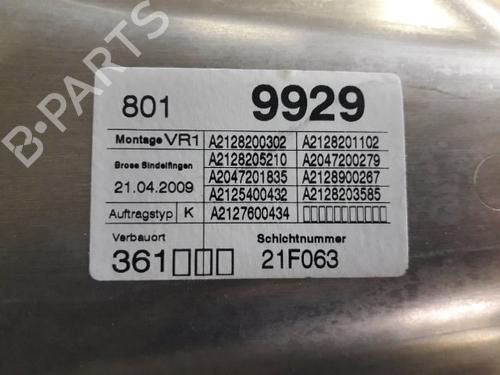 801 9929
Montage VR1 A2128200302 A2128201102
Brose Sindelfingen A2128205210 A2047200279
21.04.2009 A2047201835 A2128900267
A2125400432 A2128203585
Auftragstyp K A2127600434 ▯▯▯▯▯▯▯▯▯▯▯
Verbauort Schichtnummer
361▯▯▯ 21F063
B-PARTS